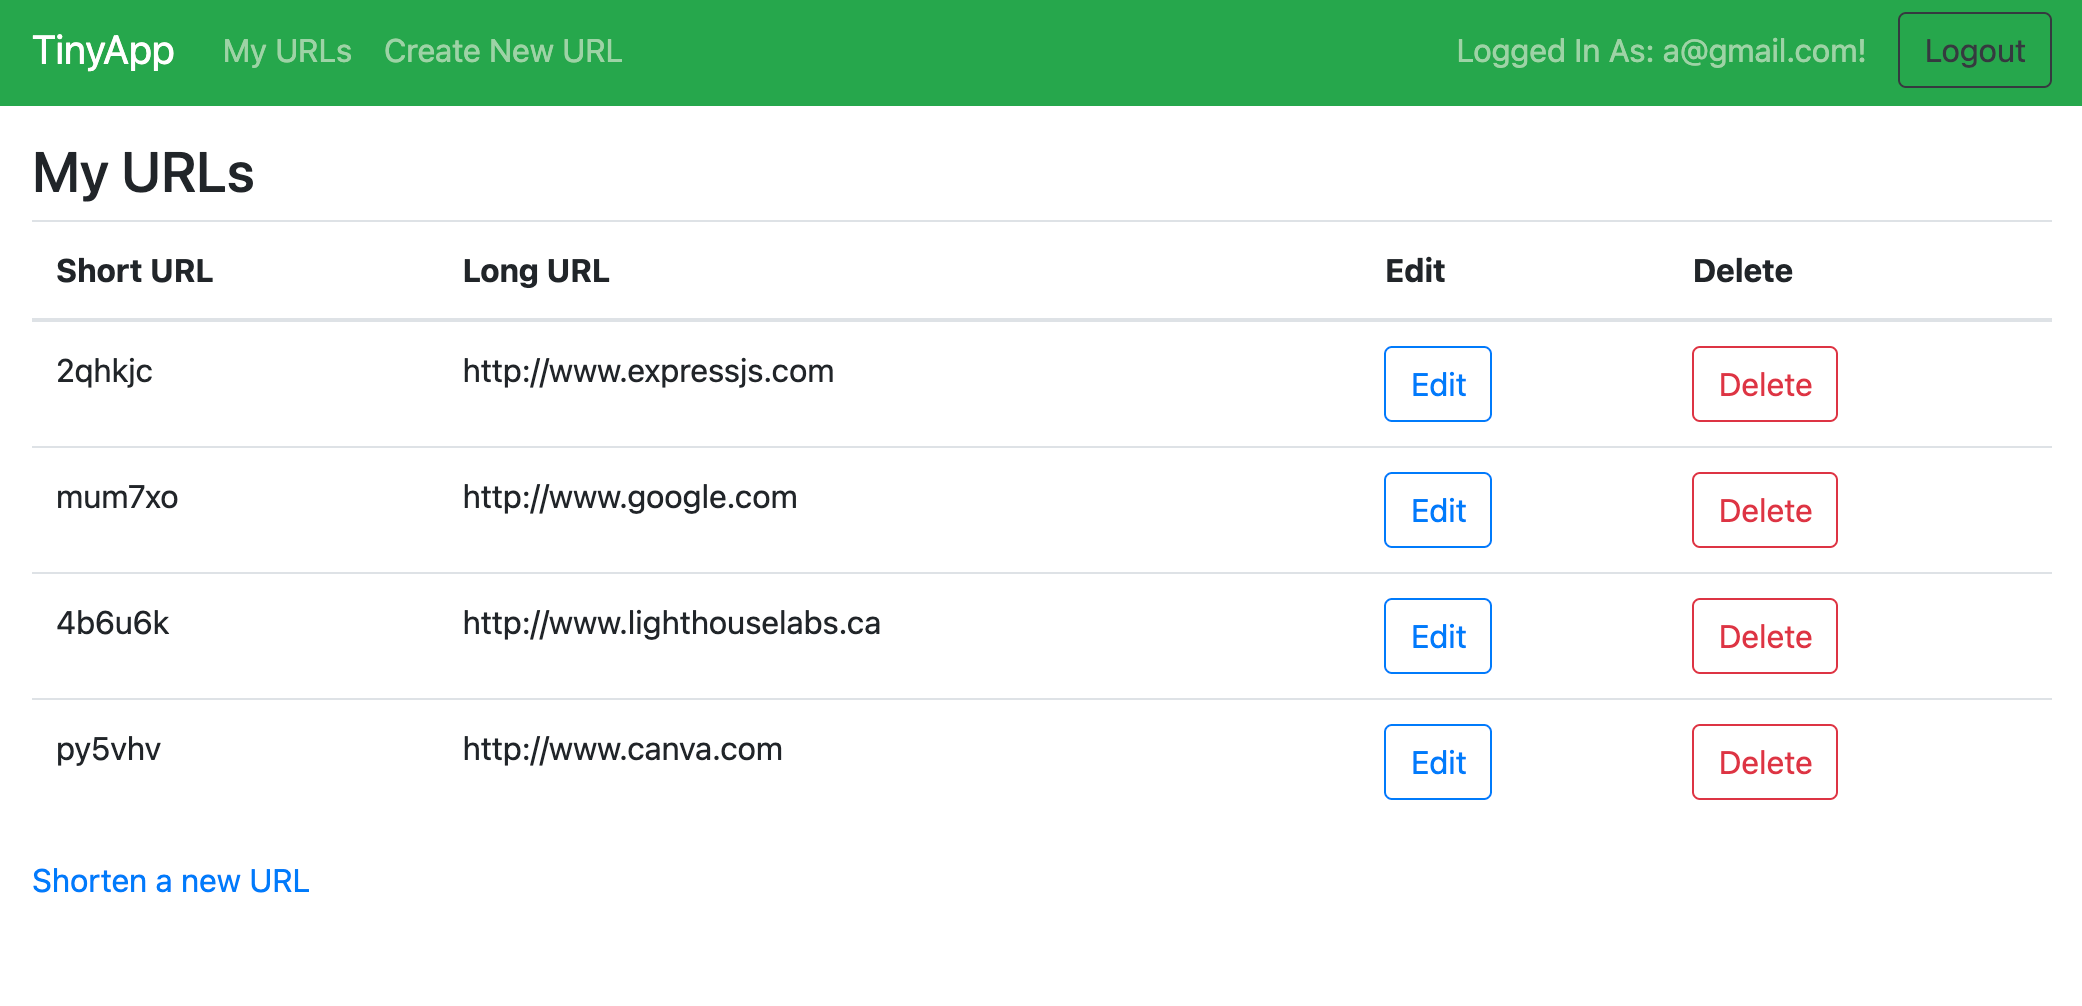 TinyApp My URLs Create New URL Logged In As: a@gmail.com! Logout
My URLs
Short URL Long URL Edit Delete
2qhkjc http://www.expressjs.com Edit Delete
mum7xo http://www.google.com Edit Delete
4b6u6k http://www.lighthouselabs.ca Edit Delete
py5vhv http://www.canva.com Edit Delete
Shorten a new URL